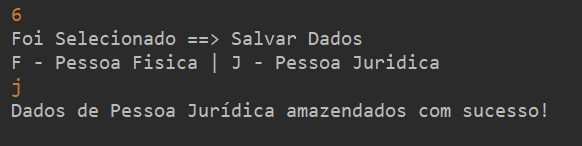 6
Foi Selecionado ==> Salvar Dados
F - Pessoa Fisica | J - Pessoa Juridica
j
Dados de Pessoa Jurídica amazendados com sucesso!